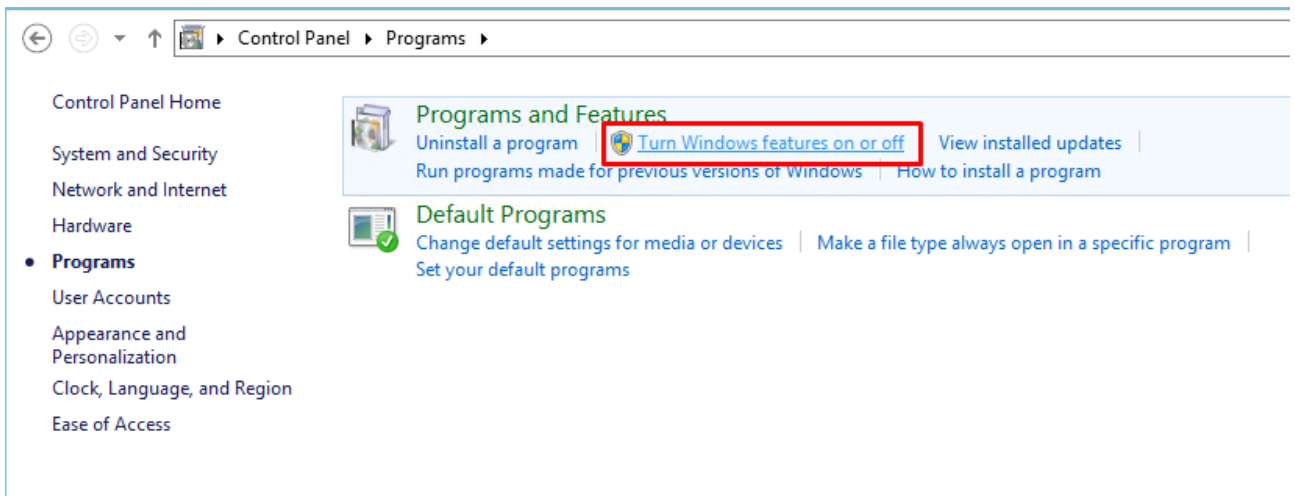 Control Panel Programs
Control Panel Home
System and Security
Network and Internet
Hardware
Programs
User Accounts
Appearance and
Personalization
Clock, Language, and Region
Ease of Access
Programs and Features
Uninstall a program Turn Windows features on or off View installed updates
Run programs made for previous versions of Windows How to install a program
Default Programs
Change default settings for media or devices Make a file type always open in a specific program
Set your default programs